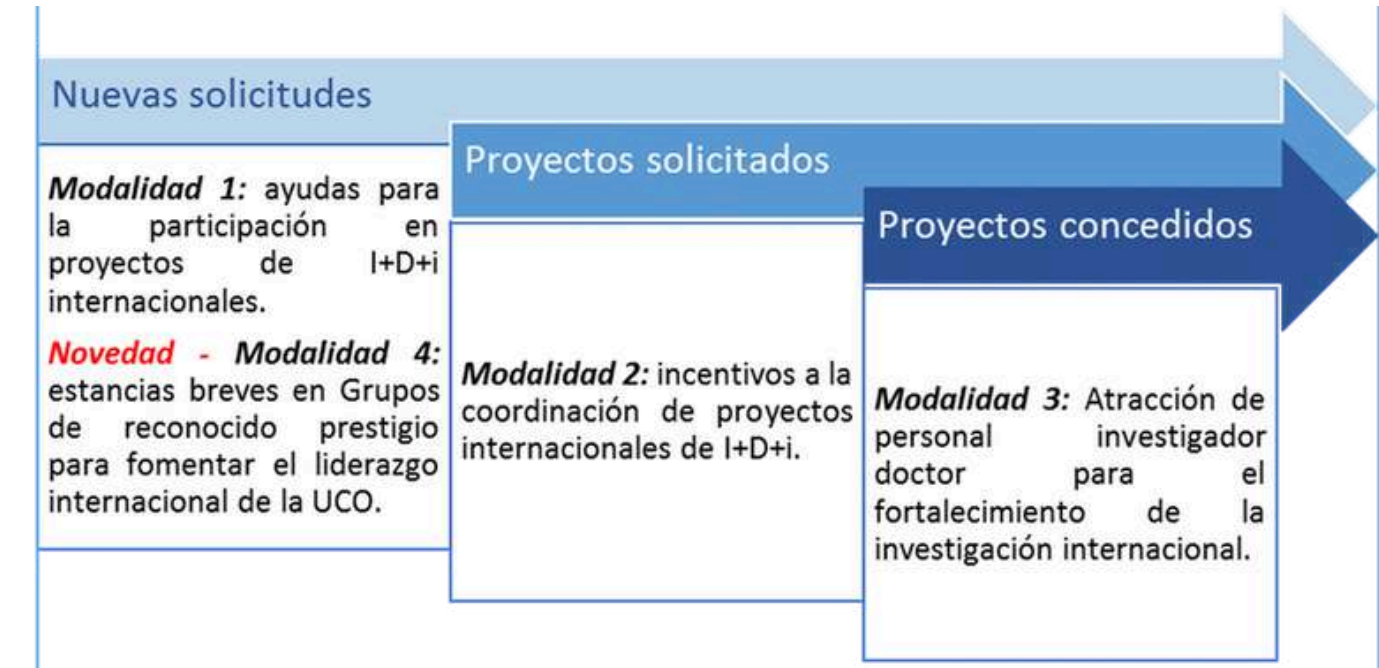 Nuevas solicitudes
Modalidad 1: ayudas para
la participación en
proyectos de I+D+i
internacionales.
Novedad - Modalidad 4:
estancias breves en Grupos
de reconocido prestigio
para fomentar el liderazgo
internacional de la UCO.
Proyectos solicitados
Modalidad 2: incentivos a la
coordinación de proyectos
internacionales de I+D+i.
Proyectos concedidos
Modalidad 3: Atracción de
personal investigador
doctor para el
fortalecimiento de la
investigación internacional.